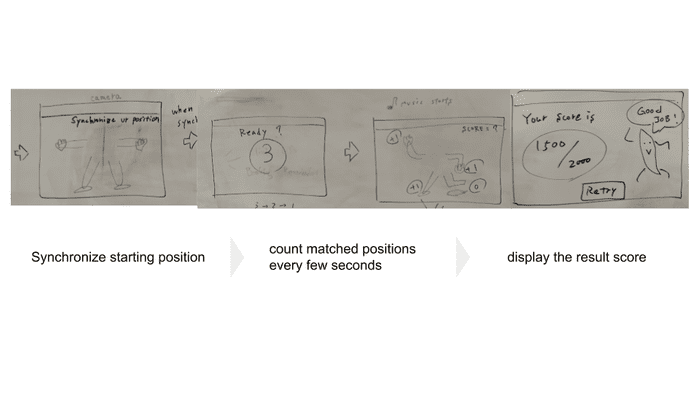 camera
Synchronize ur position
when
sync!
Ready ?
3
3 → 2 → 1
♫ music starts
SCORE: ?
+1
+1
+1
0
Your Score is
1500/2000
Good
JOB!
Retry
Synchronize starting position
count matched positions
every few seconds
display the result score